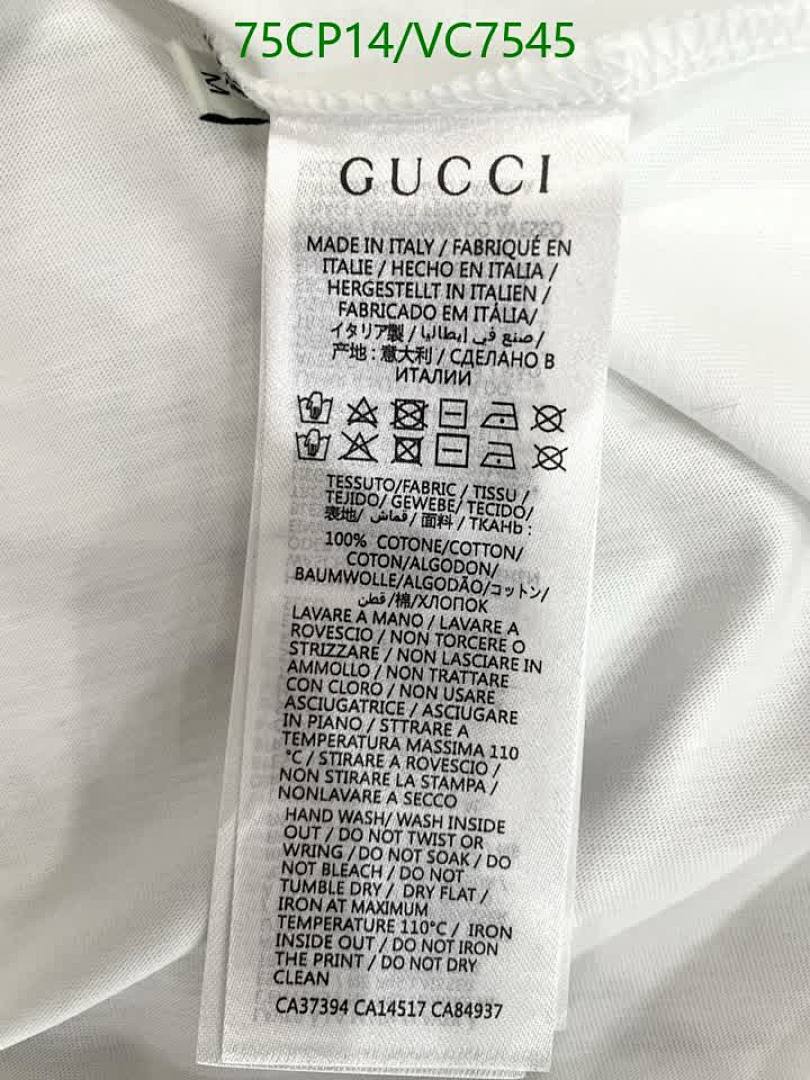 75CP14/VC7545
M
GUCCI
MADE IN ITALY / FABRIQUÉ EN
ITALIE / HECHO EN ITALIA /
HERGESTELLT IN ITALIEN /
FABRICADO EM ITÁLIA/
イタリア製 / صنع في إيطاليا /
产地 : 意大利 / СДЕЛАНО В
ИТАЛИИ
TESSUTO/FABRIC / TISSU /
TEJIDO/ GEWEBE/ TECIDO/
表地/ قماش / 面料 / ТКАНЬ :
100% COTONE/COTTON/
COTON/ALGODON/
BAUMWOLLE/ALGODÃO/コットン/
قطن /棉/ХЛОПОК
LAVARE A MANO / LAVARE A
ROVESCIO / NON TORCERE O
STRIZZARE / NON LASCIARE IN
AMMOLLO / NON TRATTARE
CON CLORO / NON USARE
ASCIUGATRICE / ASCIUGARE
IN PIANO / STTRARE A
TEMPERATURA MASSIMA 110
°C / STIRARE A ROVESCIO /
NON STIRARE LA STAMPA /
NONLAVARE A SECCO
HAND WASH/ WASH INSIDE
OUT / DO NOT TWIST OR
WRING / DO NOT SOAK / DO
NOT BLEACH / DO NOT
TUMBLE DRY / DRY FLAT /
IRON AT MAXIMUM
TEMPERATURE 110°C / IRON
INSIDE OUT / DO NOT IRON
THE PRINT / DO NOT DRY
CLEAN
CA37394 CA14517 CA84937